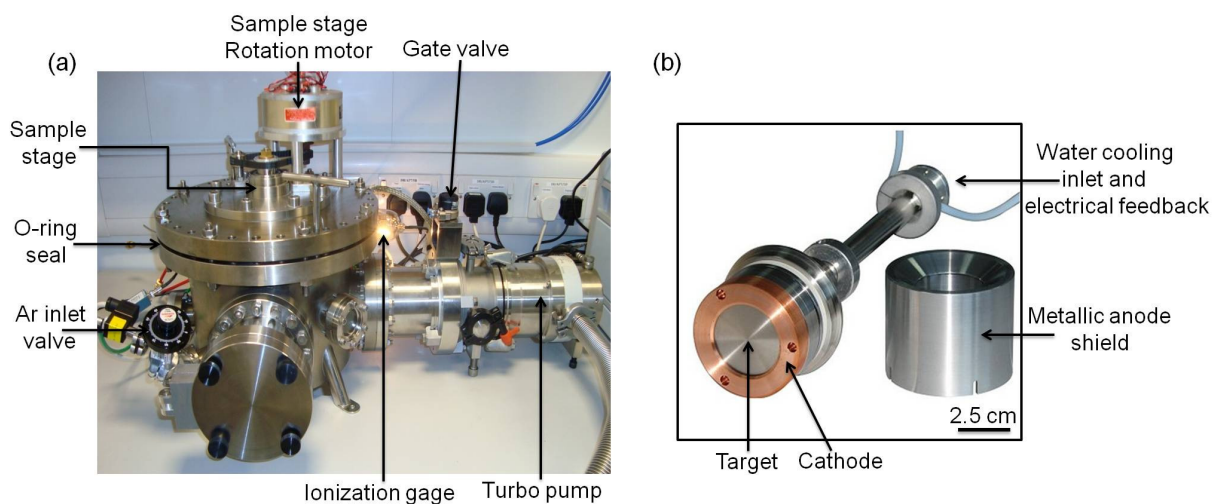 (a)
Sample stage
Rotation motor
Gate valve
Sample
stage
O-ring
seal
Ar inlet
valve
Ionization gage
Turbo pump
(b)
Water cooling
inlet and
electrical feedback
Metallic anode
shield
2.5 cm
Target
Cathode